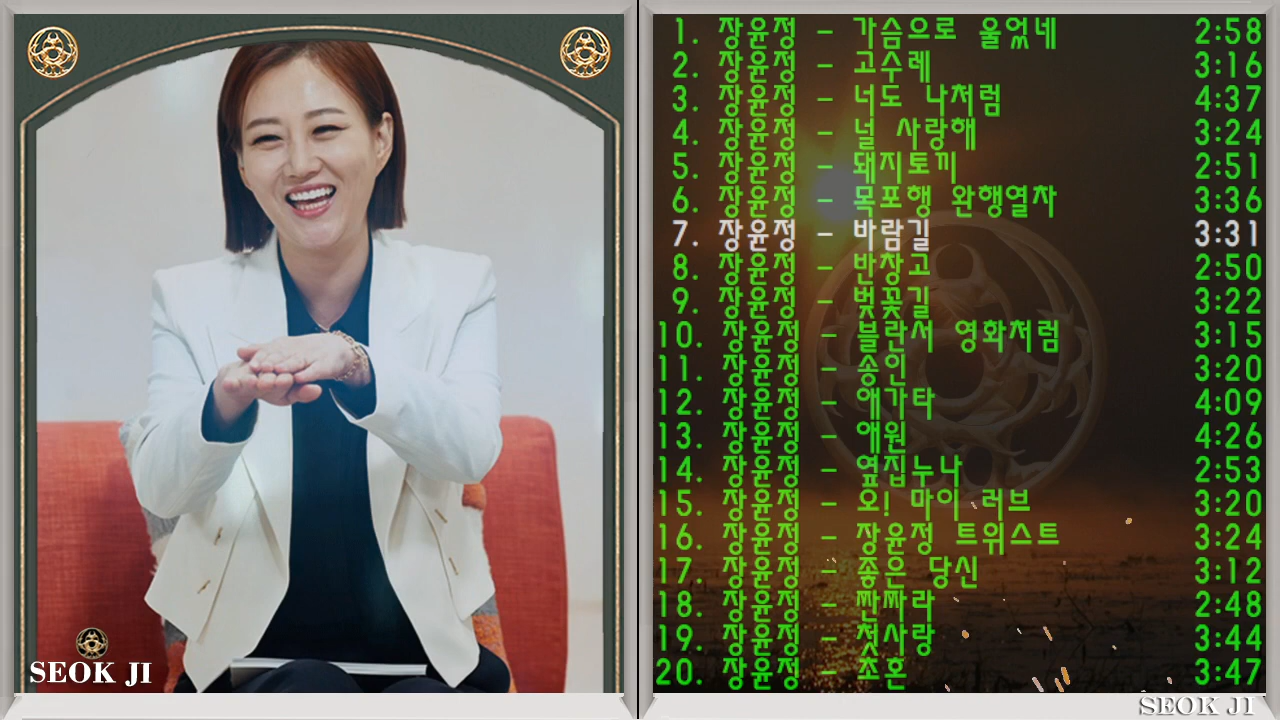 1. 장윤정 – 가슴으로 울었네 2:58
2. 장윤정 – 고수레 3:16
3. 장윤정 – 너도 나처럼 4:37
4. 장윤정 – 널 사랑해 3:24
5. 장윤정 – 돼지토끼 2:51
6. 장윤정 – 목포행 완행열차 3:36
7. 장윤정 – 바람길 3:31
8. 장윤정 – 반창고 2:50
9. 장윤정 – 벚꽃길 3:22
10. 장윤정 – 블란서 영화처럼 3:15
11. 장윤정 – 송인 3:20
12. 장윤정 – 애가타 4:09
13. 장윤정 – 애원 4:26
14. 장윤정 – 옆집누나 2:53
15. 장윤정 – 오! 마이 러브 3:20
16. 장윤정 – 장윤정 트위스트 3:24
17. 장윤정 – 좋은 당신 3:12
18. 장윤정 – 짠짜라 2:48
19. 장윤정 – 첫사랑 3:44
20. 장윤정 – 초혼 3:47
SEOK JI
SEOK JI